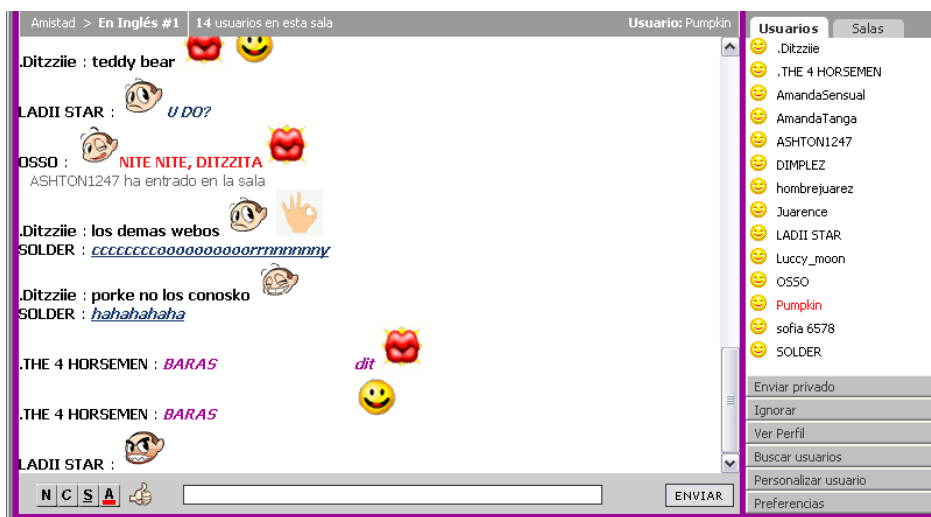 Amistad > En Inglés #1 14 usuarios en esta sala Usuario: Pumpkin
.Ditzziie : teddy bear
LADII STAR : U DO?
OSSO : NITE NITE, DITZZITA
ASHTON1247 ha entrado en la sala
.Ditzziie : los demas webos
SOLDER : ccccccccoooooooooorrnnnnnny
.Ditzziie : porke no los conosko
SOLDER : hahahahaha
.THE 4 HORSEMEN : BARAS dit
.THE 4 HORSEMEN : BARAS
LADII STAR :
N C S A
ENVIAR
Usuarios Salas
.Ditzziie
.THE 4 HORSEMEN
AmandaSensual
AmandaTanga
ASHTON1247
DIMPLEZ
hombrejuarez
Juarence
LADII STAR
Luccy_moon
OSSO
Pumpkin
sofia 6578
SOLDER
Enviar privado
Ignorar
Ver Perfil
Buscar usuarios
Personalizar usuario
Preferencias